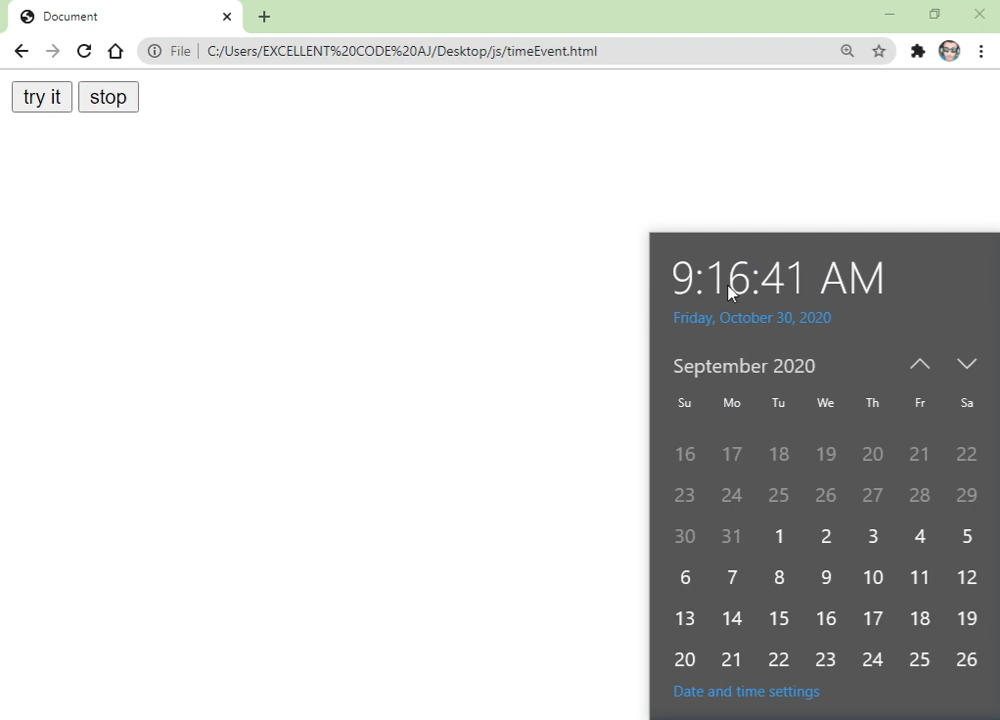 Document
File C:/Users/EXCELLENT%20CODE%20AJ/Desktop/js/timeEvent.html
try it stop
9:16:41 AM
Friday, October 30, 2020
September 2020
Su Mo Tu We Th Fr Sa
16 17 18 19 20 21 22
23 24 25 26 27 28 29
30 31 1 2 3 4 5
6 7 8 9 10 11 12
13 14 15 16 17 18 19
20 21 22 23 24 25 26
Date and time settings